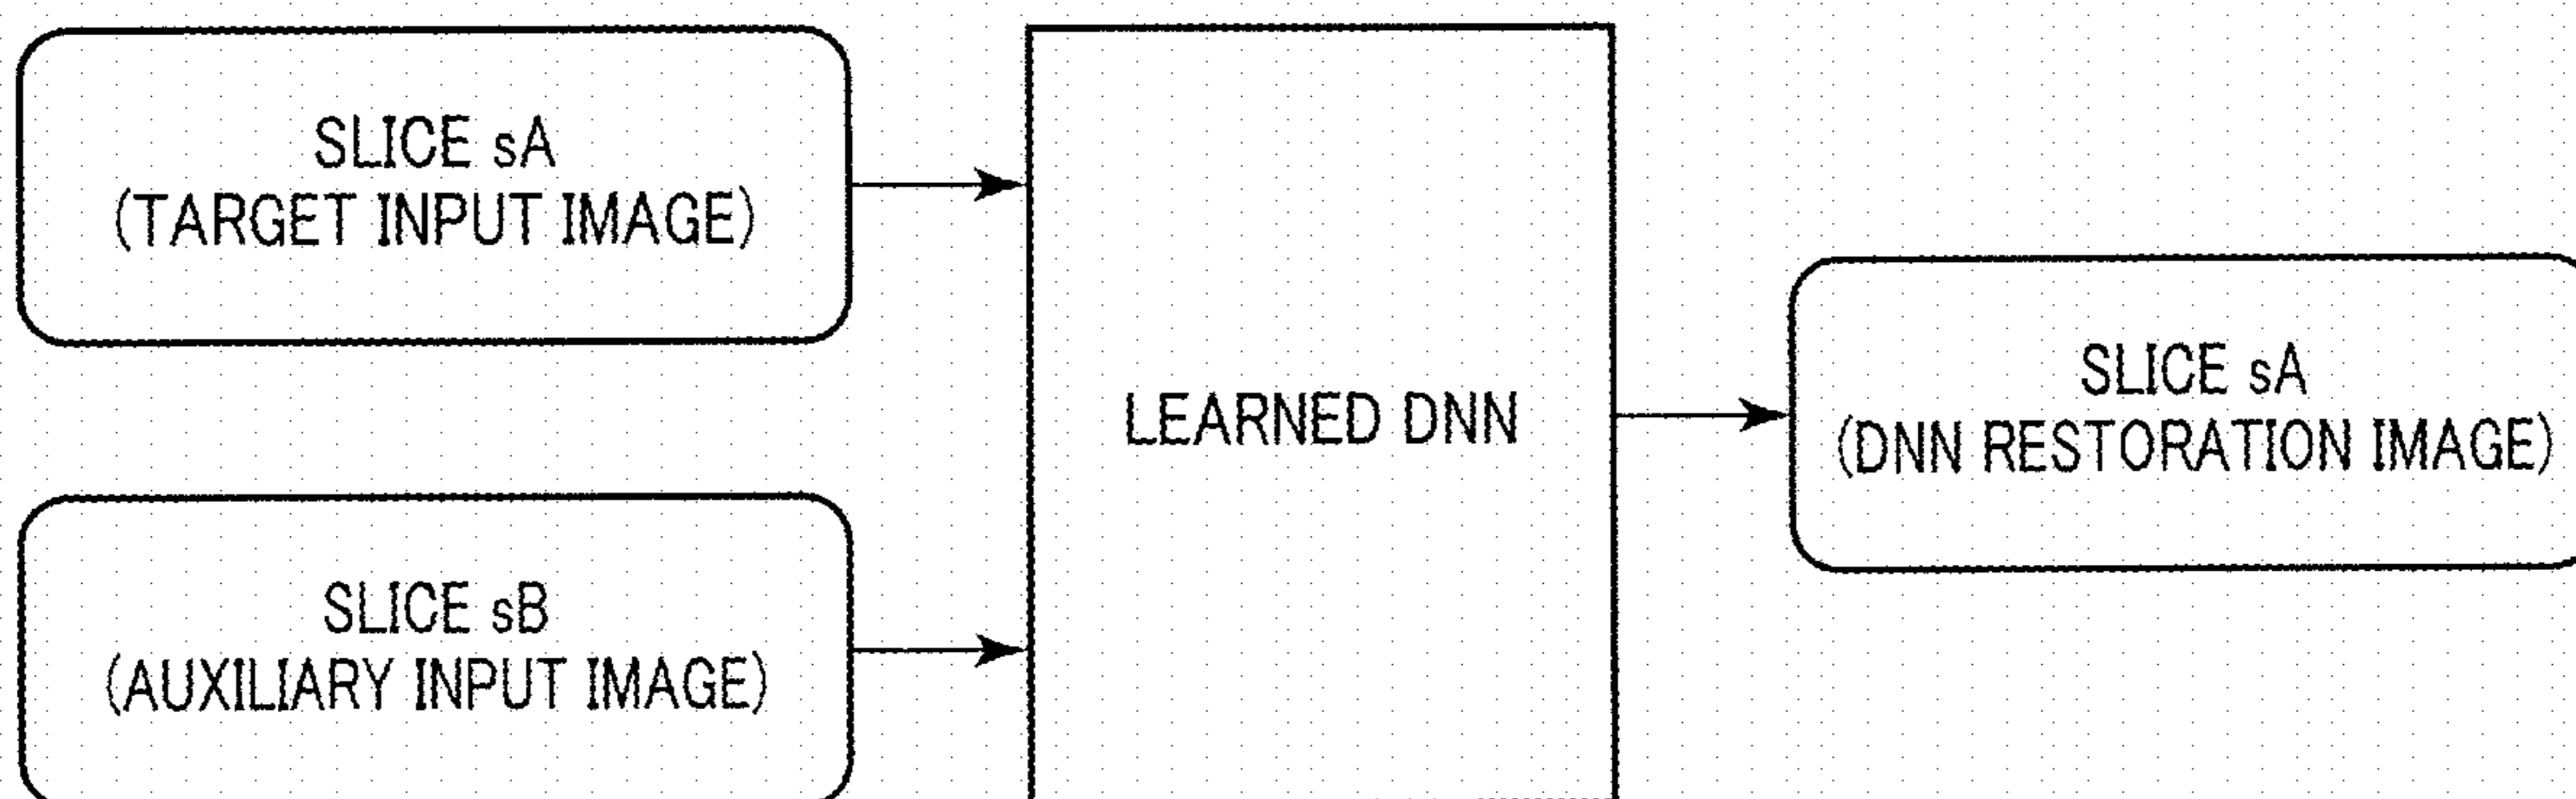 SLICE sA
(TARGET INPUT IMAGE)
SLICE sB
(AUXILIARY INPUT IMAGE)
LEARNED DNN
SLICE sA
(DNN RESTORATION IMAGE)